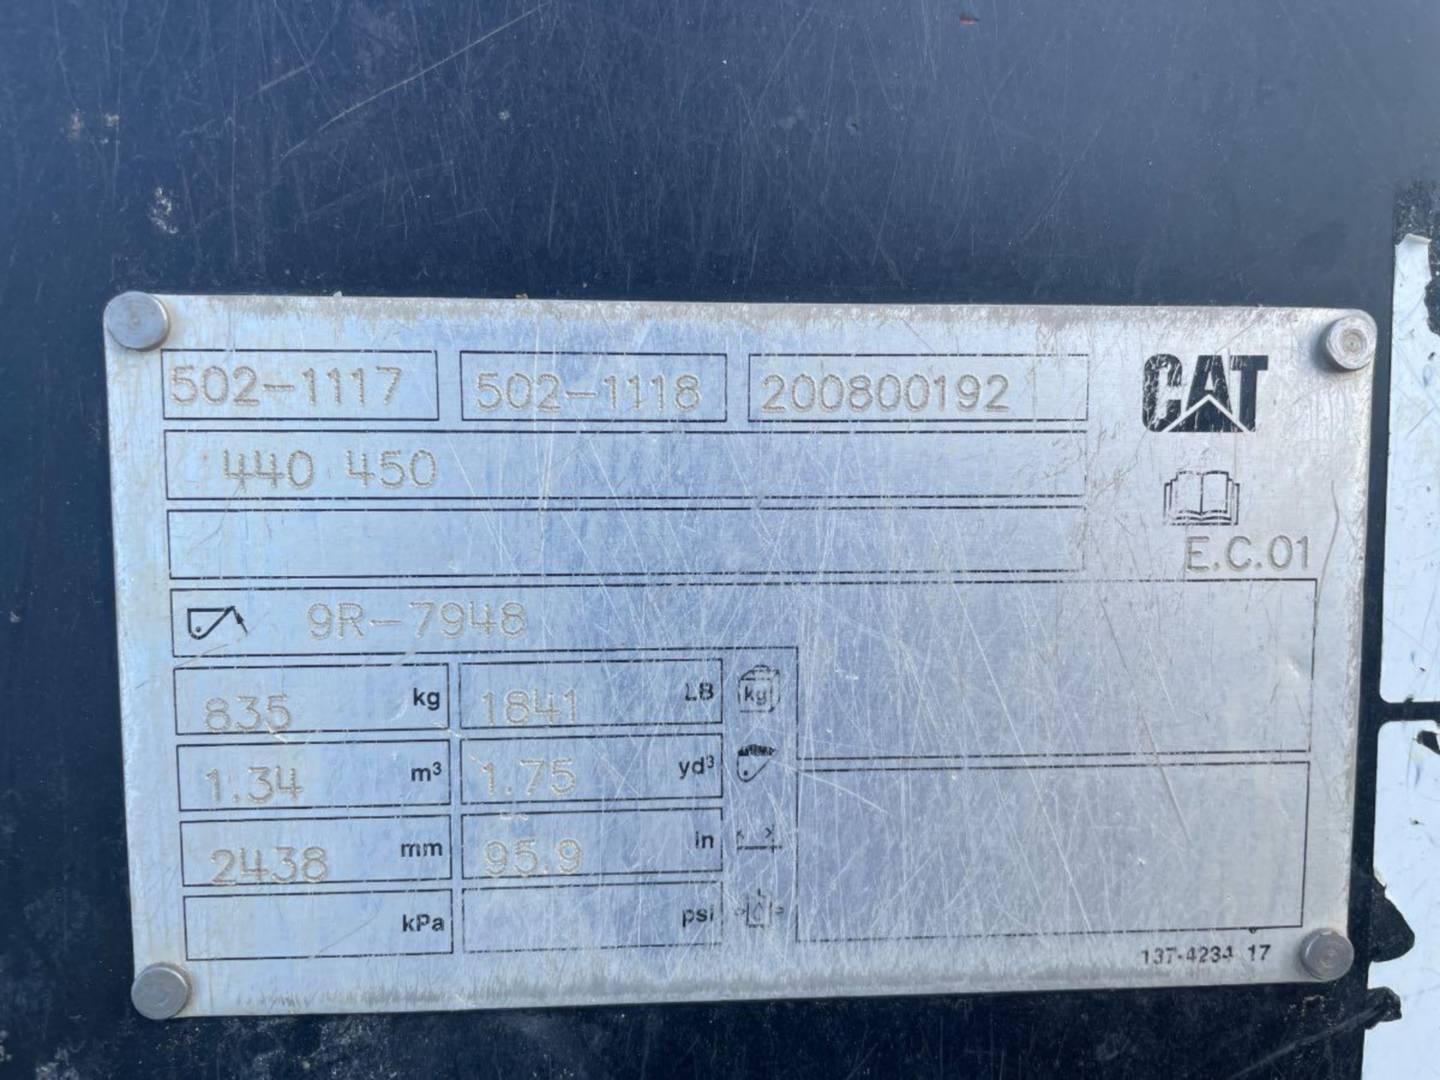 502-1117 502-1118 200800192 CAT
440 450
E.C.01
9R-7948
835 kg 1841 LB kg
1.34 m³ 1.75 yd³
2438 mm 95.9 in
kPa psi
137-4234 17